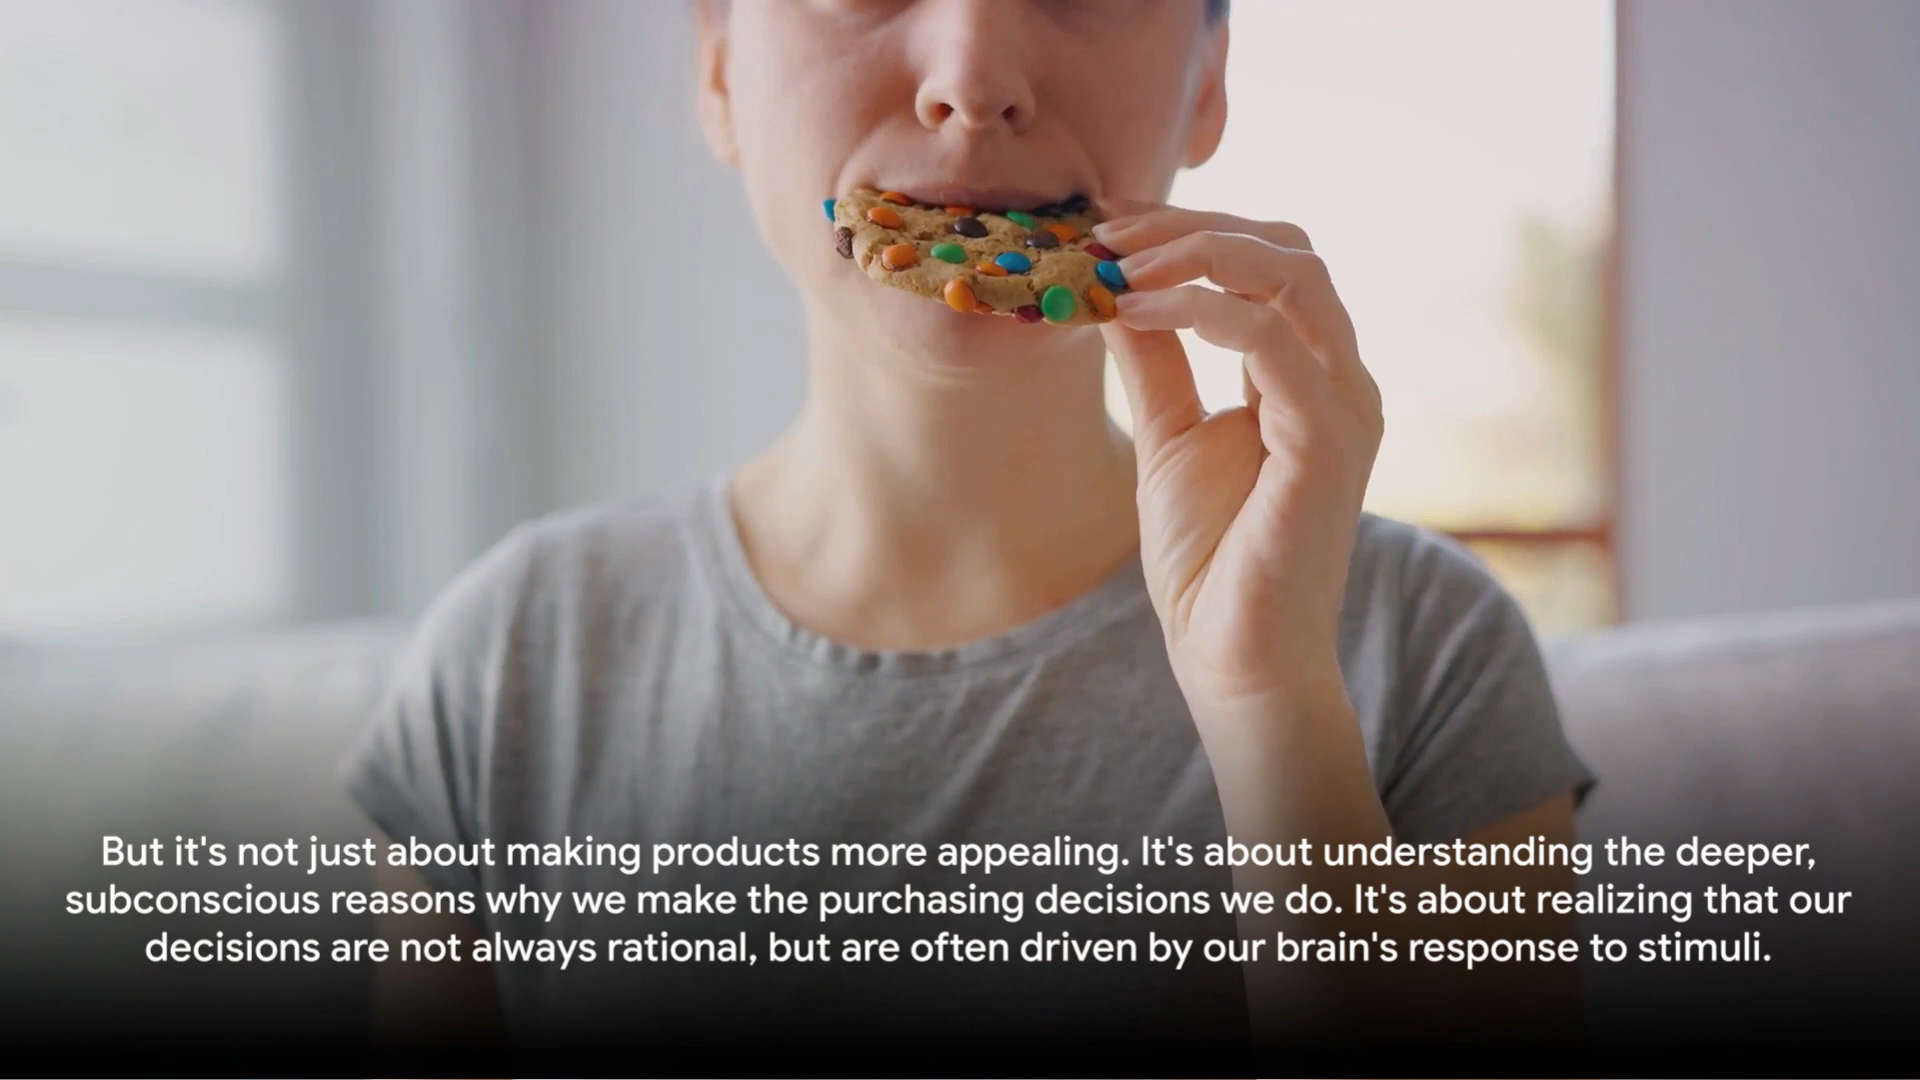 But it's not just about making products more appealing. It's about understanding the deeper,
subconscious reasons why we make the purchasing decisions we do. It's about realizing that our
decisions are not always rational, but are often driven by our brain's response to stimuli.